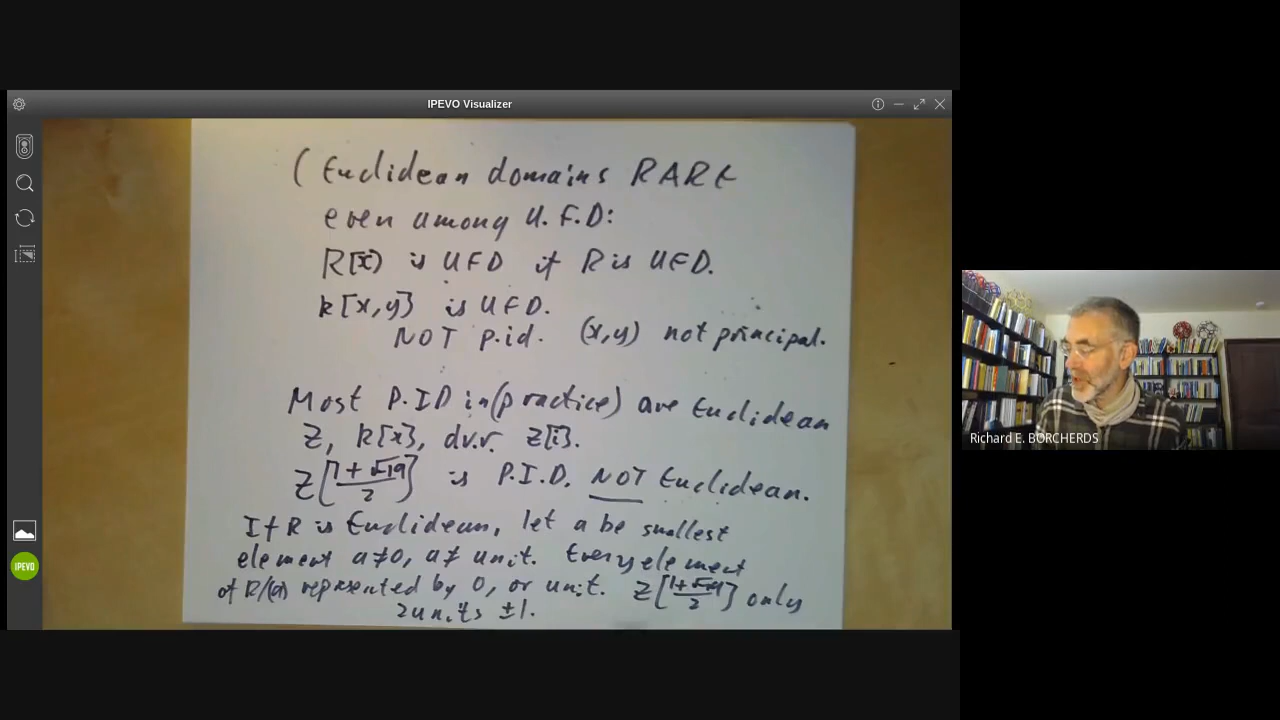 IPEVO Visualizer
( Euclidean domains RARE
even among U.F.D:
R[x] is UFD if R is UFD.
k[x,y] is UFD.
NOT p.id. (x,y) not principal.
Most P.ID in (practice) are Euclidean
Z, k[x], d.v.r. Z[i].
Z[(1+√-19)/2] is P.I.D. NOT Euclidean.
If R is Euclidean, let a be smallest
element a≠0, a≠ unit. Every element
of R/(a) represented by 0, or unit. Z[(1+√-19)/2] only
2 units ±1.
IPEVO
Richard E. BORCHERDS